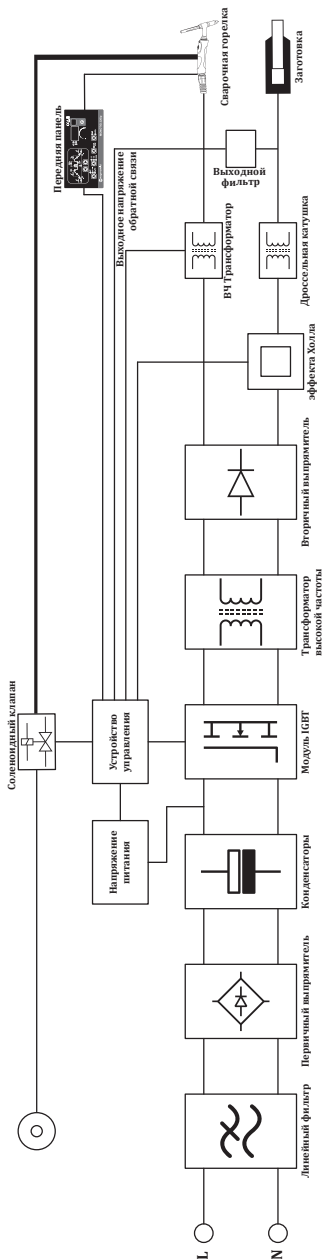 Сварочная горелка
Заготовка
Передняя панель
Выходное напряжение
обратной связи
Выходной
фильтр
ВЧ Трансформатор
Дроссельная катушка
эффекта Холла
Вторичный выпрямитель
Трансформатор
высокой частоты
Соленоидный клапан
Устройство
управления
Модуль IGBT
Напряжение
питания
Конденсаторы
Первичный выпрямитель
Линейный фильтр
L
N